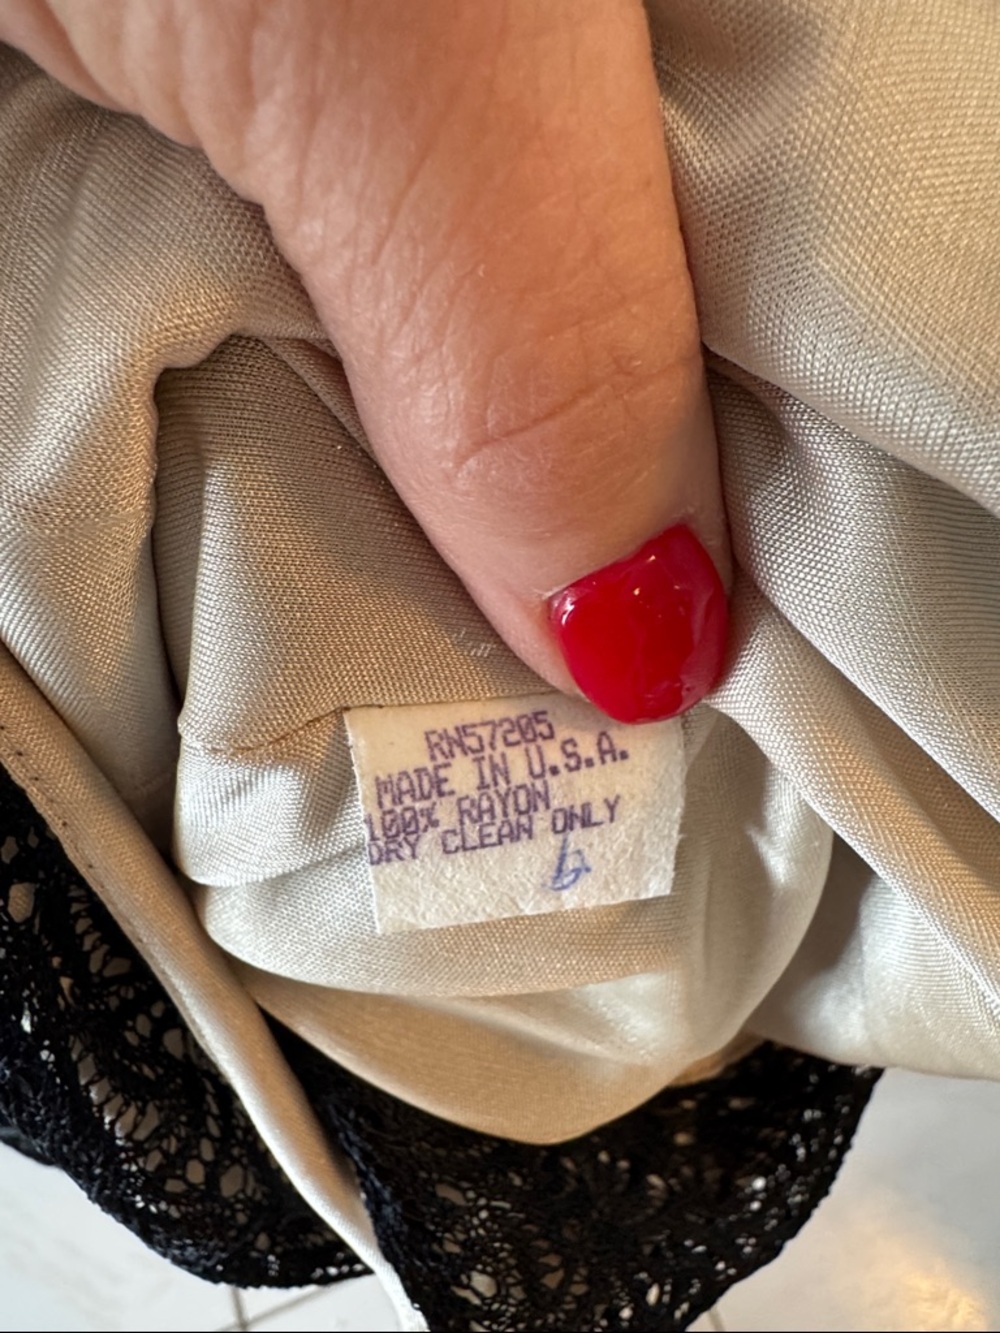 RN57205
MADE IN U.S.A.
100% RAYON
DRY CLEAN ONLY
6